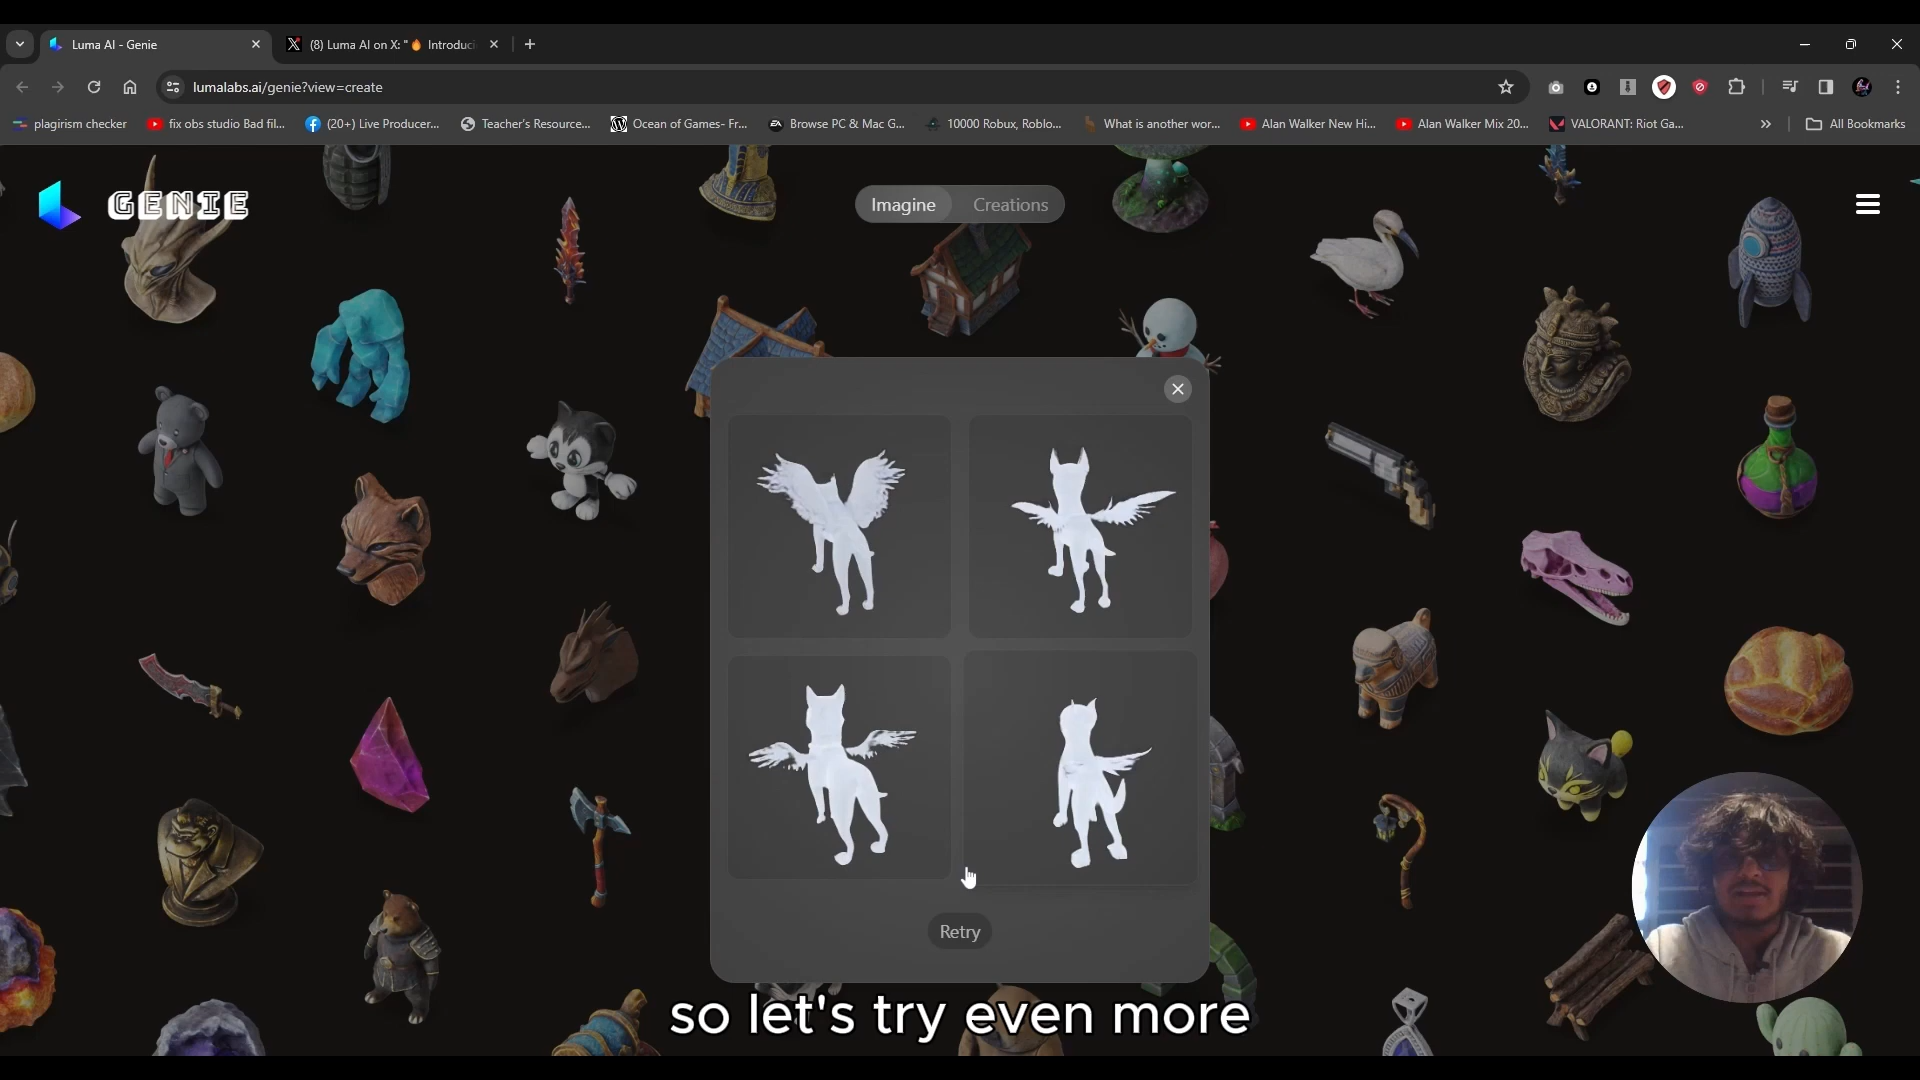 Luma AI - Genie
(8) Luma AI on X: "🔥 Introduci
lumalabs.ai/genie?view=create
plagirism checker
fix obs studio Bad fil...
(20+) Live Producer...
Teacher's Resource...
Ocean of Games- Fr...
Browse PC & Mac G...
10000 Robux, Roblo...
What is another wor...
Alan Walker New Hi...
Alan Walker Mix 20...
VALORANT: Riot Ga...
All Bookmarks
GENIE
Imagine
Creations
Retry
so let's try even more